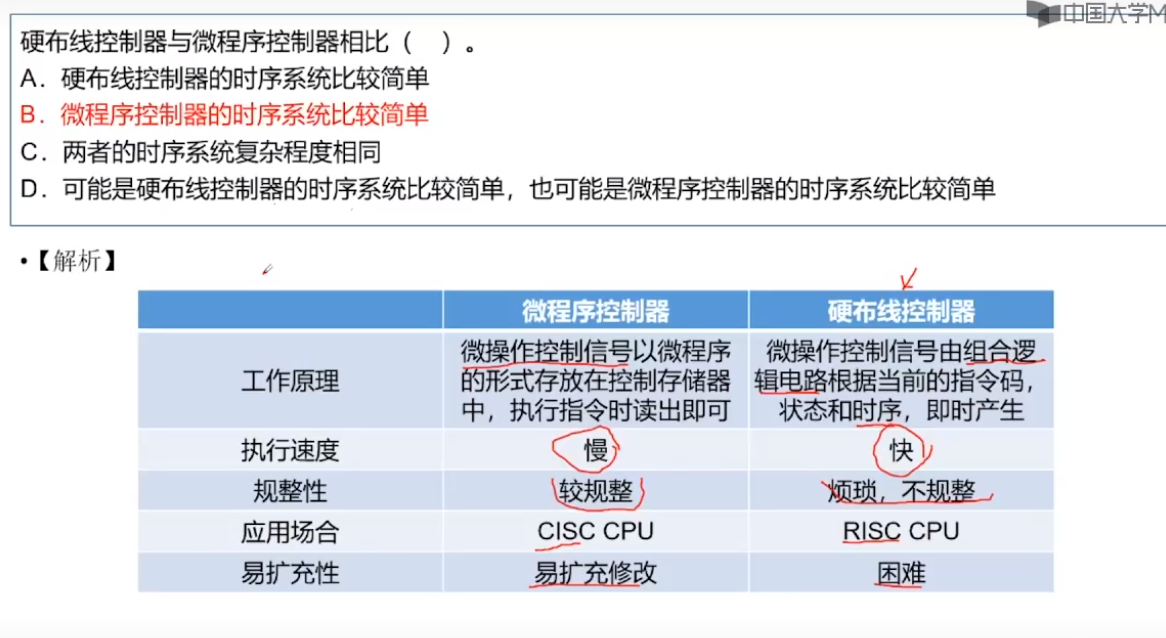 中国大学M
硬布线控制器与微程序控制器相比（　）。
A．硬布线控制器的时序系统比较简单
B．微程序控制器的时序系统比较简单
C．两者的时序系统复杂程度相同
D．可能是硬布线控制器的时序系统比较简单，也可能是微程序控制器的时序系统比较简单
•【解析】
微程序控制器 硬布线控制器
工作原理
微操作控制信号以微程序
的形式存放在控制存储器
中，执行指令时读出即可
微操作控制信号由组合逻
辑电路根据当前的指令码，
状态和时序，即时产生
执行速度 慢 快
规整性 较规整 烦琐，不规整
应用场合 CISC CPU RISC CPU
易扩充性 易扩充修改 困难